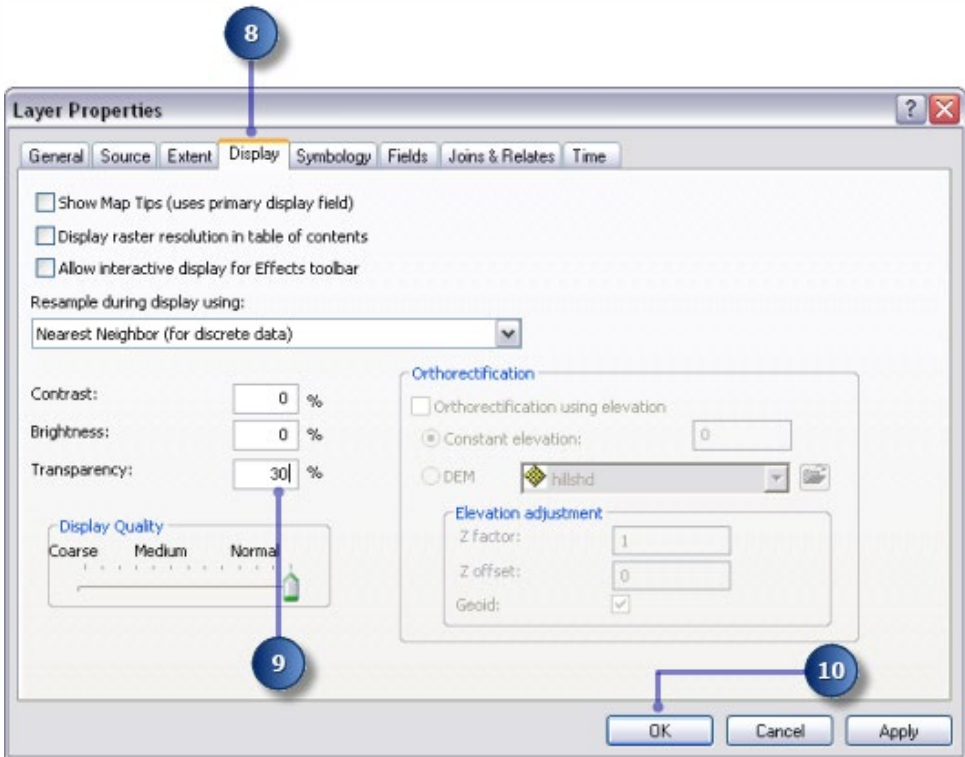 8
Layer Properties
General Source Extent Display Symbology Fields Joins & Relates Time
Show Map Tips (uses primary display field)
Display raster resolution in table of contents
Allow interactive display for Effects toolbar
Resample during display using:
Nearest Neighbor (for discrete data)
Contrast: 0 %
Brightness: 0 %
Transparency: 30 %
Display Quality
Coarse Medium Normal
9
Orthorectification
Orthorectification using elevation
Constant elevation: 0
DEM hillshd
Elevation adjustment
Z factor: 1
Z offset: 0
Geoid:
10
OK Cancel Apply